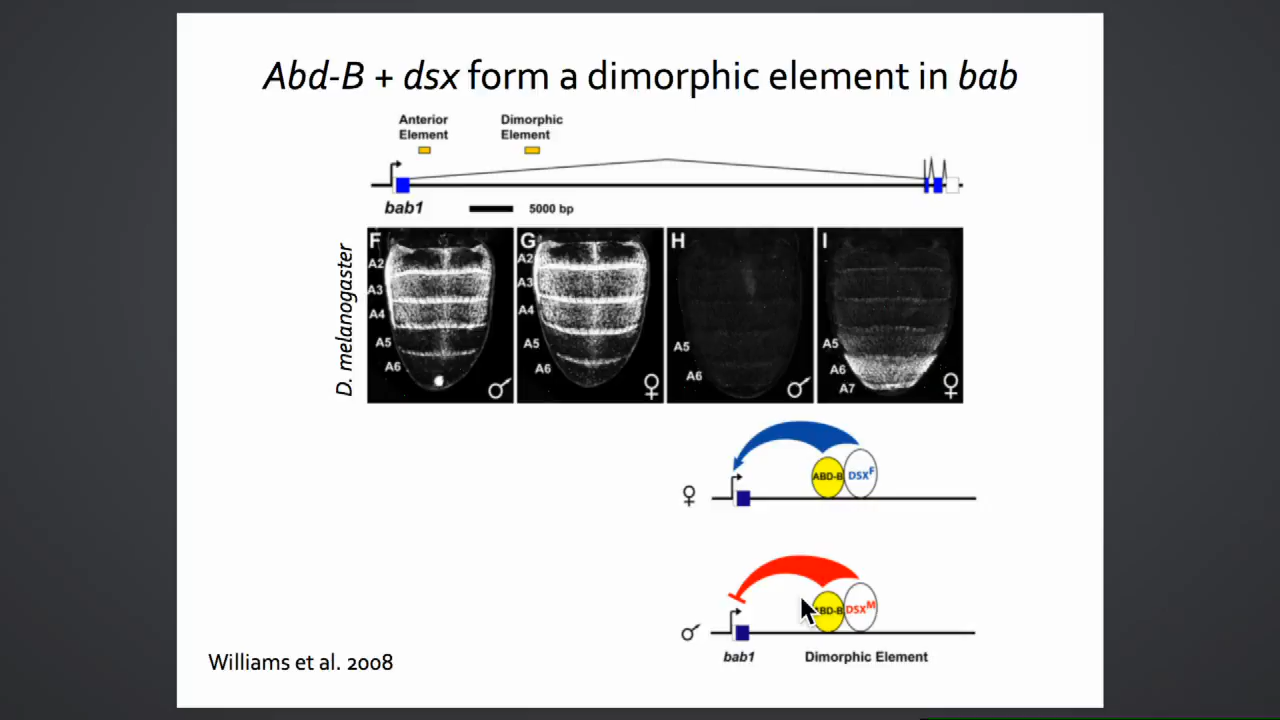 Abd-B + dsx form a dimorphic element in bab
Anterior
Element
Dimorphic
Element
bab1
5000 bp
D. melanogaster
F
A2
A3
A4
A5
A6
♂
G
A2
A3
A4
A5
A6
♀
H
A5
A6
♂
I
A5
A6
A7
♀
♀
ABD-B
DSXF
♂
ABD-B
DSXM
bab1
Dimorphic Element
Williams et al. 2008